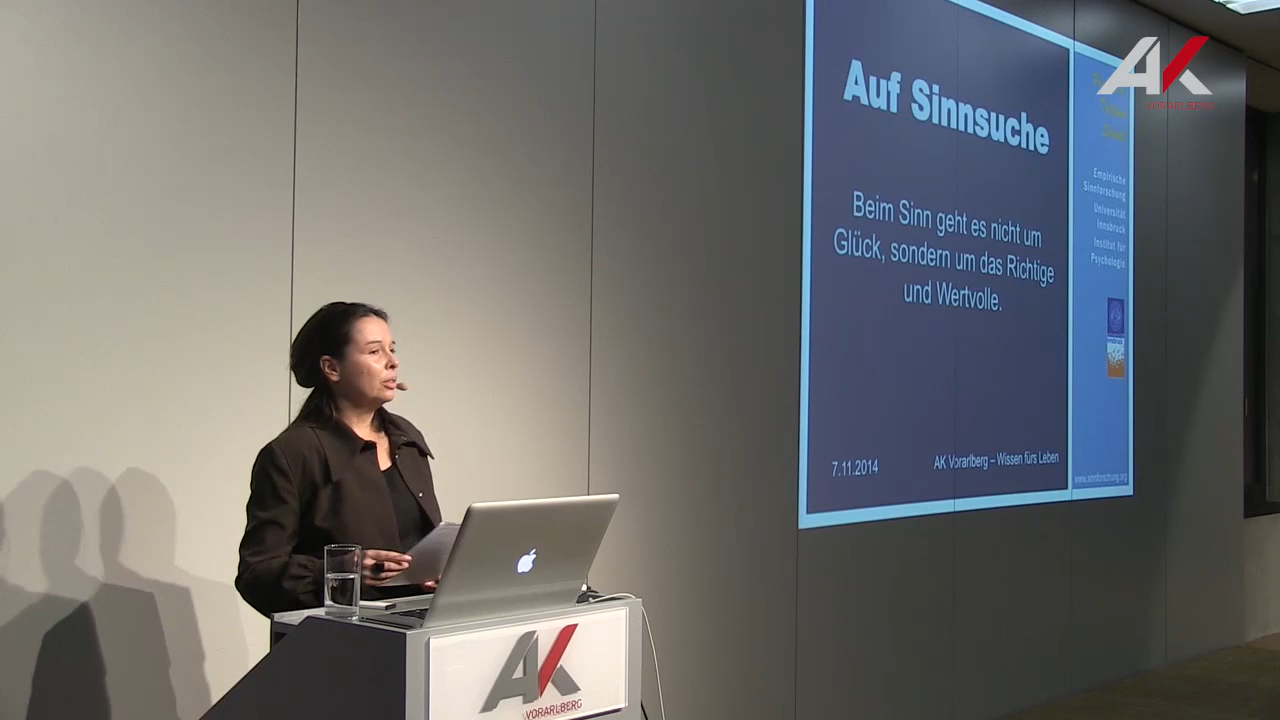 Auf Sinnsuche
Beim Sinn geht es nicht um
Glück, sondern um das Richtige
und Wertvolle.
7.11.2014
AK Vorarlberg – Wissen fürs Leben
AK
VORARLBERG
Empirische
Sinnforschung
Universität
Innsbruck
Institut für
Psychologie
www.sinnforschung.org
AK
VORARLBERG